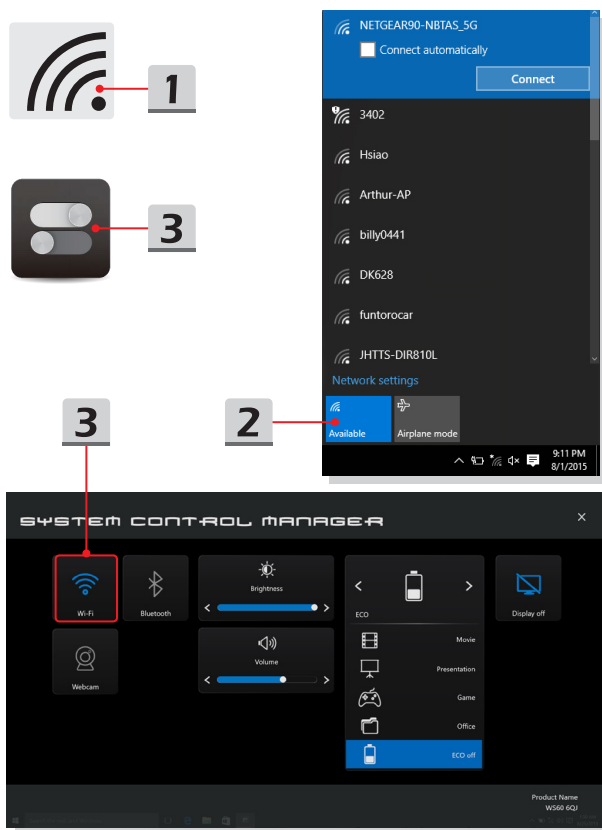 1
3
NETGEAR90-NBTAS_5G
Connect automatically
Connect
3402
Hsiao
Arthur-AP
billy0441
DK628
funtorocar
JHTTS-DIR810L
Network settings
Available
Airplane mode
9:11 PM
8/1/2015
2
3
SYSTEM CONTROL MANAGER
Wi-Fi
Bluetooth
Brightness
ECO
Display off
Webcam
Volume
Movie
Presentation
Game
Office
ECO off
Product Name
WS60 6QJ